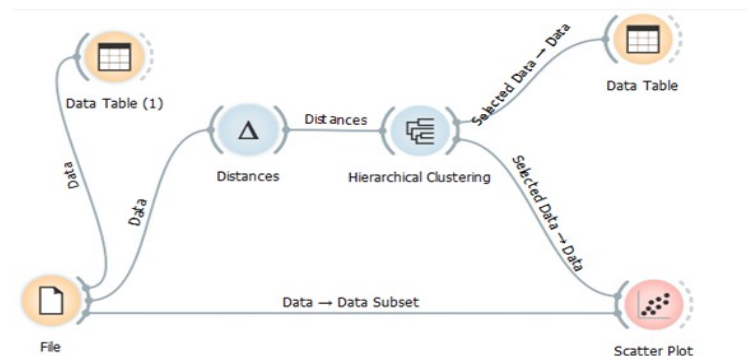 Data Table (1)
Selected Data → Data
Data Table
Distances
Data
Distances
Hierarchical Clustering
Data
Selected Data → Data
Data → Data Subset
File
Scatter Plot